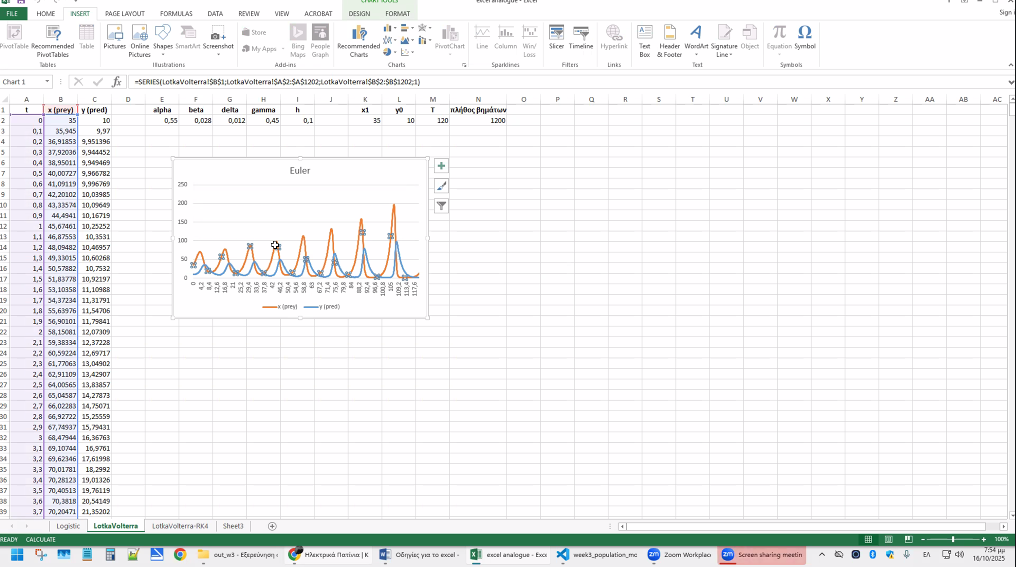 excel analogue - Excel
CHART TOOLS
Sign
FILE HOME INSERT PAGE LAYOUT FORMULAS DATA REVIEW VIEW ACROBAT DESIGN FORMAT
PivotTable Recommended PivotTables Table Pictures Online Pictures Shapes SmartArt Screenshot Store My Apps Bing Maps People Graph Recommended Charts PivotChart Line Column Win/Loss Slicer Timeline Hyperlink Text Box Header & Footer WordArt Signature Line Object Equation Symbol
Tables Illustrations Add-ins Charts Sparklines Filters Links Text Symbols
Chart 1 fx =SERIES(LotkaVolterra!$B$1;LotkaVolterra!$A$2:$A$1202;LotkaVolterra!$B$2:$B$1202;1)
A B C D E F G H I J K L M N O P Q R S T U V W X Y Z AA AB AC
1 t x (prey) y (pred) alpha beta delta gamma h x1 y0 T πλήθος βημάτων
2 0 35 10 0,55 0,028 0,012 0,45 0,1 35 10 120 1200
3 0,1 35,945 9,97
4 0,2 36,91853 9,951396
5 0,3 37,92036 9,944452
6 0,4 38,95011 9,949469
7 0,5 40,00727 9,966782
8 0,6 41,09119 9,996769
9 0,7 42,20102 10,03985
10 0,8 43,33574 10,09649
11 0,9 44,4941 10,16719
12 1 45,67461 10,25252
13 1,1 46,87553 10,3531
14 1,2 48,09482 10,46957
15 1,3 49,33015 10,60268
16 1,4 50,57882 10,7532
17 1,5 51,83778 10,92197
18 1,6 53,10358 11,10988
19 1,7 54,37234 11,31791
20 1,8 55,63976 11,54706
21 1,9 56,90101 11,79841
22 2 58,15081 12,07309
23 2,1 59,38334 12,37228
24 2,2 60,59224 12,69717
25 2,3 61,77063 13,04902
26 2,4 62,91109 13,42907
27 2,5 64,00565 13,83857
28 2,6 65,04587 14,27873
29 2,7 66,02283 14,75071
30 2,8 66,92722 15,25559
31 2,9 67,74937 15,79431
32 3 68,47944 16,36763
33 3,1 69,10744 16,9761
34 3,2 69,62346 17,61918
35 3,3 70,01781 18,2992
36 3,4 70,28123 19,01326
37 3,5 70,40513 19,76119
38 3,6 70,3818 20,54149
39 3,7 70,20471 21,35202
Euler
250
200
150
100
50
0
0 4,2 8,4 12,6 16,8 21 25,2 29,4 33,6 37,8 42 46,2 50,4 54,6 58,8 63 67,2 71,4 75,6 79,8 84 88,2 92,4 96,6 100,8 105 109,2 113,4 117,6
x (prey) y (pred)
Logistic LotkaVolterra LotkaVolterra-RK4 Sheet3
READY CALCULATE 100%
out_w3 - Εξερεύνηση Ηλεκτρικά Πατίνια | K Οδηγίες για το excel - excel analogue - Exce week3_population_mo Zoom Workplace Screen sharing meetin ΕΛ 7:54 μμ
16/10/2025